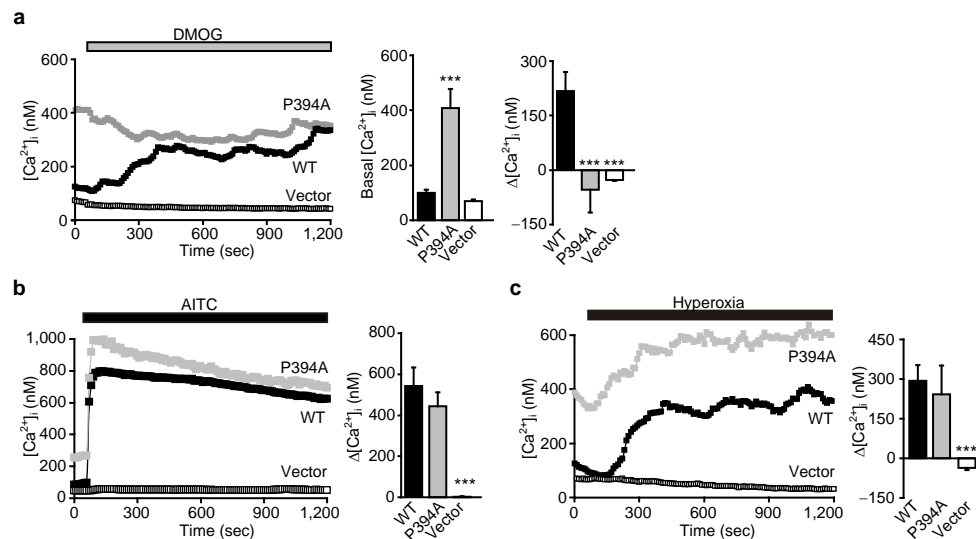 a
DMOG
600
400
200
0
[Ca²⁺]ᵢ (nM)
P394A
WT
Vector
0 300 600 900 1,200
Time (sec)
600
400
200
0
Basal [Ca²⁺]ᵢ (nM)
***
WT
P394A
Vector
300
150
0
−150
Δ[Ca²⁺]ᵢ (nM)
*** ***
WT
P394A
Vector
b
AITC
1,000
800
600
400
200
0
[Ca²⁺]ᵢ (nM)
P394A
WT
Vector
0 300 600 900 1,200
Time (sec)
800
600
400
200
0
Δ[Ca²⁺]ᵢ (nM)
***
WT
P394A
Vector
c
Hyperoxia
600
400
200
0
[Ca²⁺]ᵢ (nM)
P394A
WT
Vector
0 300 600 900 1,200
Time (sec)
450
300
150
0
−150
Δ[Ca²⁺]ᵢ (nM)
***
WT
P394A
Vector